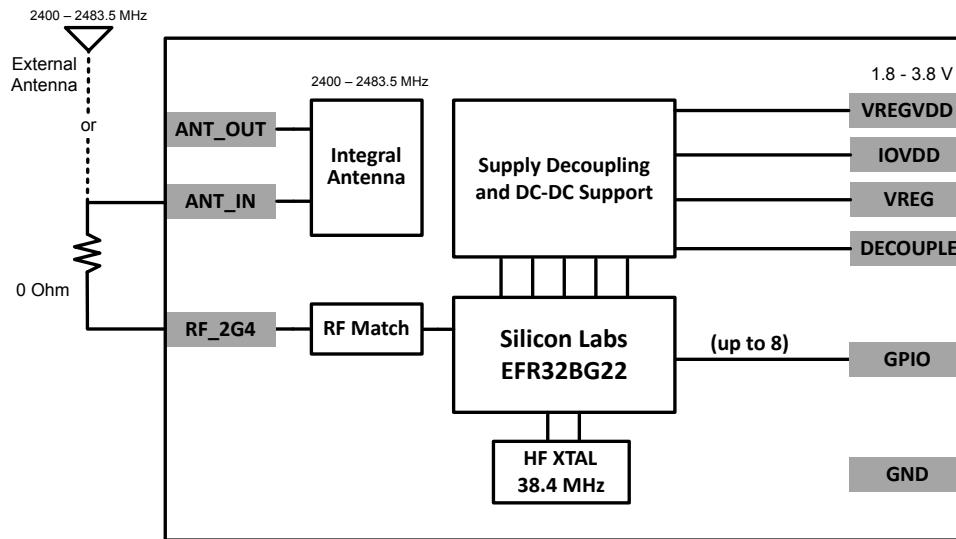 2400 – 2483.5 MHz
External
Antenna
or
0 Ohm
ANT_OUT
ANT_IN
RF_2G4
2400 – 2483.5 MHz
Integral
Antenna
RF Match
Supply Decoupling
and DC-DC Support
Silicon Labs
EFR32BG22
HF XTAL
38.4 MHz
(up to 8)
1.8 - 3.8 V
VREGVDD
IOVDD
VREG
DECOUPLE
GPIO
GND